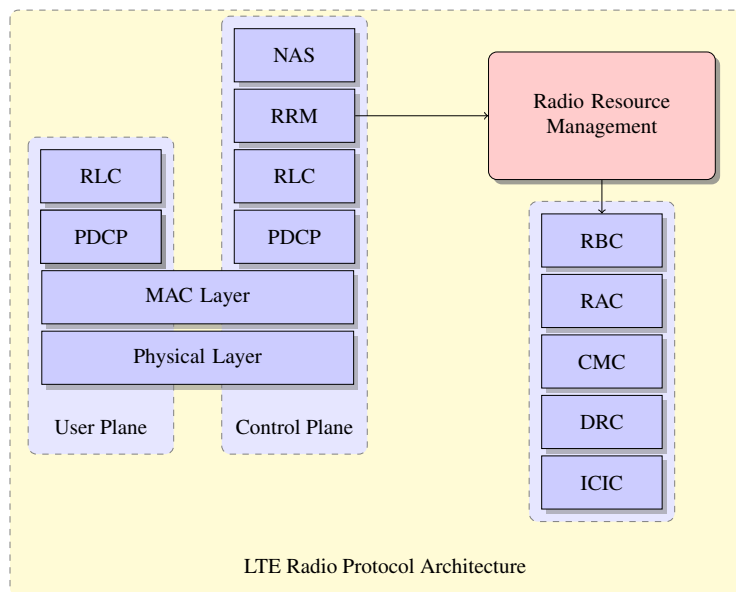 NAS
RRM
RLC
PDCP
RLC
PDCP
MAC Layer
Physical Layer
User Plane
Control Plane
Radio Resource
Management
RBC
RAC
CMC
DRC
ICIC
LTE Radio Protocol Architecture